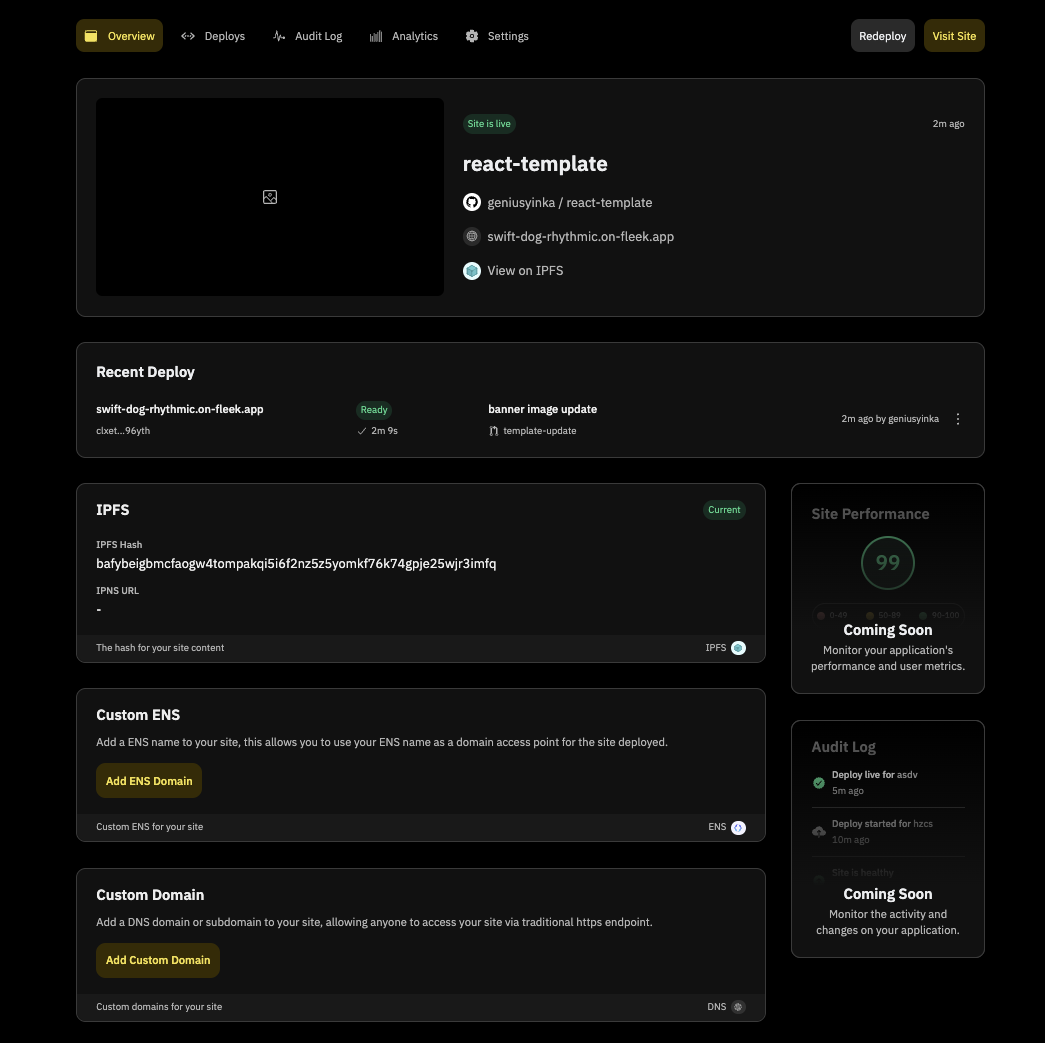 Overview
Deploys
Audit Log
Analytics
Settings
Redeploy
Visit Site
Site is live
2m ago
react-template
geniusyinka / react-template
swift-dog-rhythmic.on-fleek.app
View on IPFS
Recent Deploy
swift-dog-rhythmic.on-fleek.app
Ready
banner image update
2m ago by geniusyinka
clxet...96yth
2m 9s
template-update
IPFS
Current
IPFS Hash
bafybeigbmcfaogw4tompakqi5i6f2nz5z5yomkf76k74gpje25wjr3imfq
IPNS URL
-
The hash for your site content
IPFS
Site Performance
99
0-49
50-89
90-100
Coming Soon
Monitor your application's
performance and user metrics.
Custom ENS
Add a ENS name to your site, this allows you to use your ENS name as a domain access point for the site deployed.
Add ENS Domain
Custom ENS for your site
ENS
Audit Log
Deploy live for asdv
5m ago
Deploy started for hzcs
10m ago
Site is healthy
Coming Soon
Monitor the activity and
changes on your application.
Custom Domain
Add a DNS domain or subdomain to your site, allowing anyone to access your site via traditional https endpoint.
Add Custom Domain
Custom domains for your site
DNS